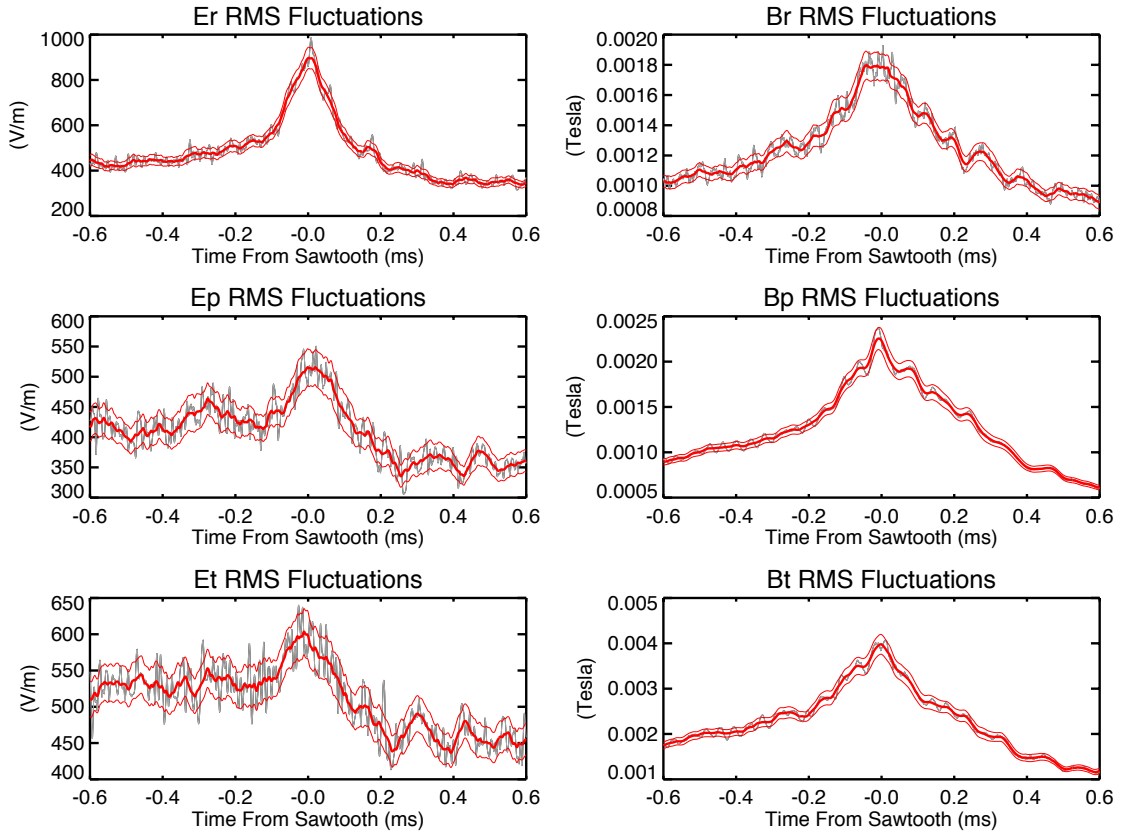 Er RMS Fluctuations
1000
800
600
400
200
(V/m)
-0.6 -0.4 -0.2 -0.0 0.2 0.4 0.6
Time From Sawtooth (ms)
Br RMS Fluctuations
0.0020
0.0018
0.0016
0.0014
0.0012
0.0010
0.0008
(Tesla)
-0.6 -0.4 -0.2 -0.0 0.2 0.4 0.6
Time From Sawtooth (ms)
Ep RMS Fluctuations
600
550
500
450
400
350
300
(V/m)
-0.6 -0.4 -0.2 -0.0 0.2 0.4 0.6
Time From Sawtooth (ms)
Bp RMS Fluctuations
0.0025
0.0020
0.0015
0.0010
0.0005
(Tesla)
-0.6 -0.4 -0.2 -0.0 0.2 0.4 0.6
Time From Sawtooth (ms)
Et RMS Fluctuations
650
600
550
500
450
400
(V/m)
-0.6 -0.4 -0.2 -0.0 0.2 0.4 0.6
Time From Sawtooth (ms)
Bt RMS Fluctuations
0.005
0.004
0.003
0.002
0.001
(Tesla)
-0.6 -0.4 -0.2 -0.0 0.2 0.4 0.6
Time From Sawtooth (ms)